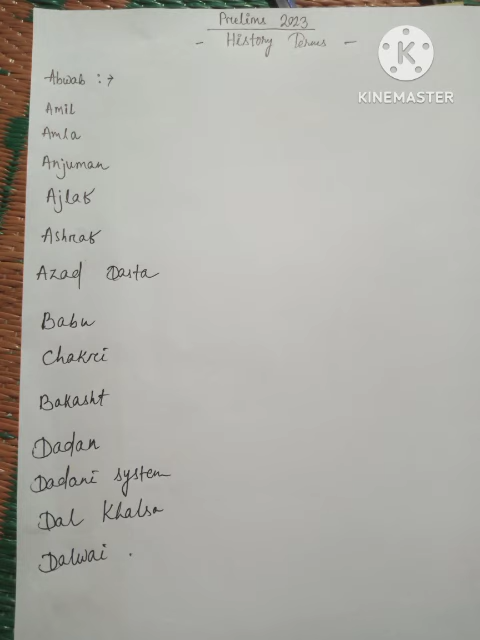 Prelims 2023
- History Terms -
K
KINEMASTER
Abwab :→
Amil
Amla
Anjuman
Ajlaf
Ashraf
Azad Dasta
Babu
Chakri
Bakasht
Dadan
Dadani system
Dal Khalsa
Dalwai .